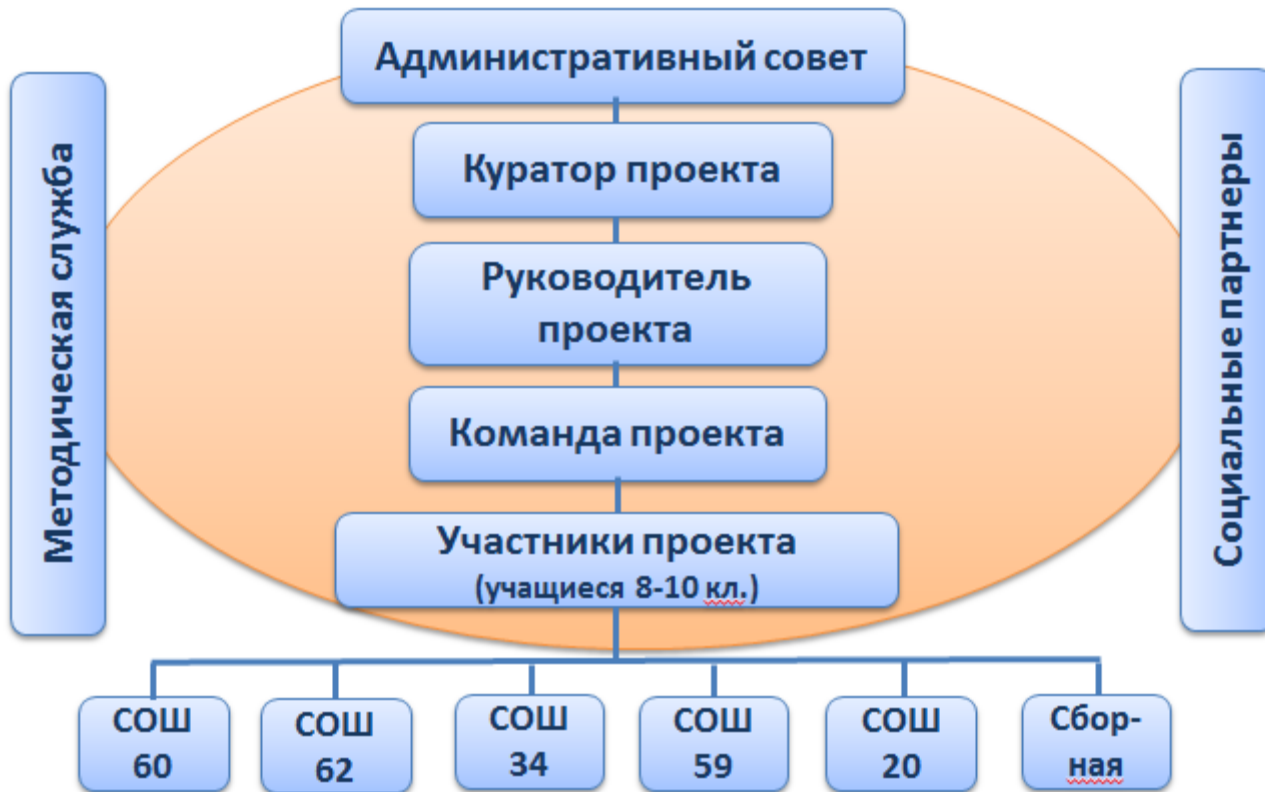 Административный совет
Куратор проекта
Руководитель
проекта
Команда проекта
Участники проекта
(учащиеся 8-10 кл.)
Методическая служба
Социальные партнеры
СОШ
60
СОШ
62
СОШ
34
СОШ
59
СОШ
20
Сбор-
ная